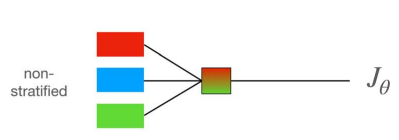 non-
stratified
J_θ